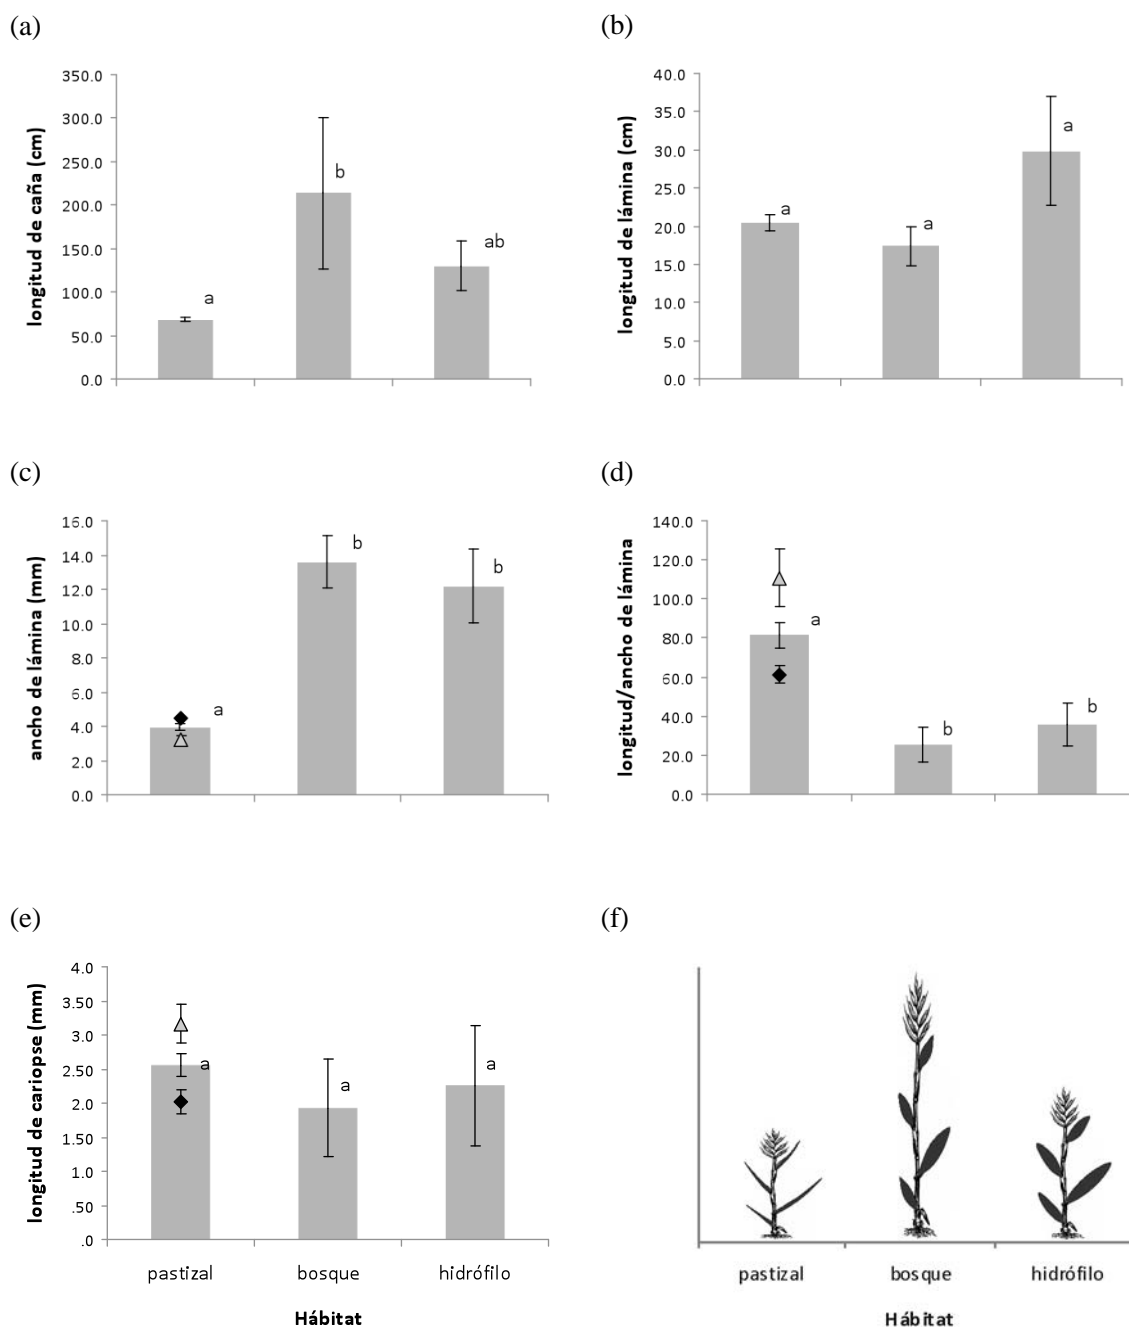 (a)
longitud de caña (cm)
350.0
300.0
250.0
200.0
150.0
100.0
50.0
0.0
a
b
ab
(b)
longitud de lámina (cm)
40.0
35.0
30.0
25.0
20.0
15.0
10.0
5.0
0.0
a
a
a
(c)
ancho de lámina (mm)
16.0
14.0
12.0
10.0
8.0
6.0
4.0
2.0
0.0
a
b
b
(d)
longitud/ancho de lámina
140.0
120.0
100.0
80.0
60.0
40.0
20.0
0.0
a
b
b
(e)
longitud de cariopse (mm)
4.0
3.50
3.0
2.50
2.0
1.50
1.0
.50
.0
a
a
a
pastizal bosque hidrófilo
Hábitat
(f)
pastizal bosque hidrófilo
Hábitat